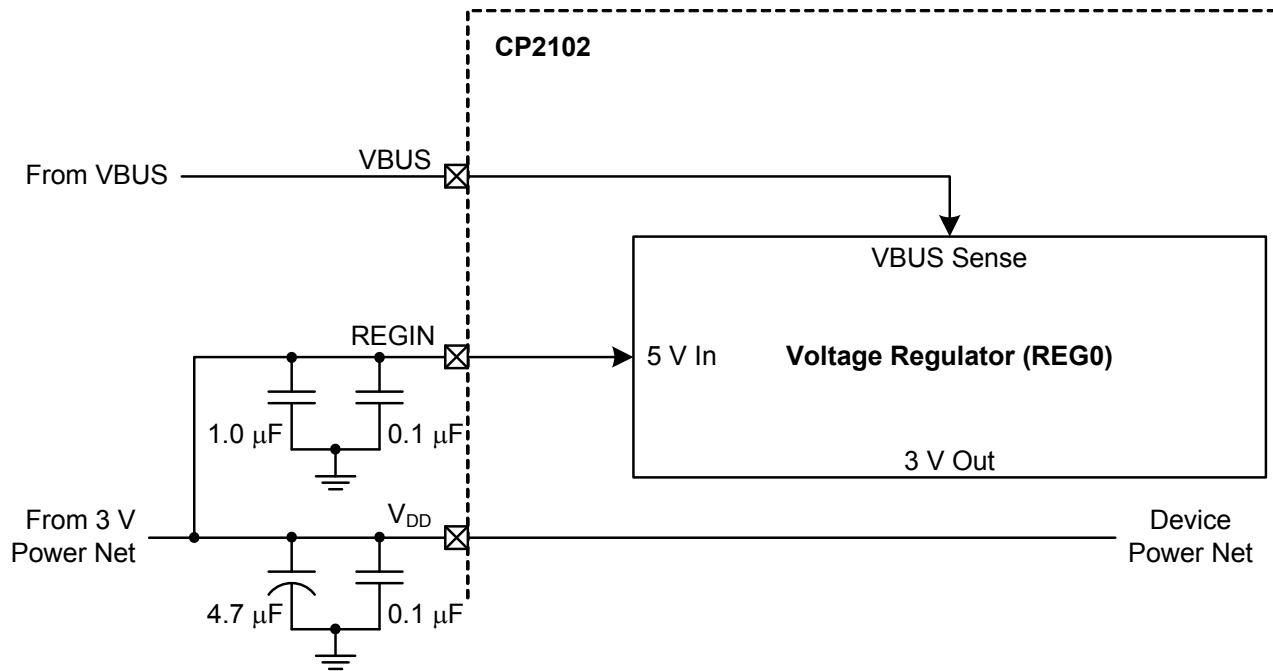 CP2102
VBUS
From VBUS
VBUS Sense
REGIN
5 V In
Voltage Regulator (REG0)
1.0 μF
0.1 μF
3 V Out
From 3 V
Power Net
VDD
Device
Power Net
4.7 μF
0.1 μF